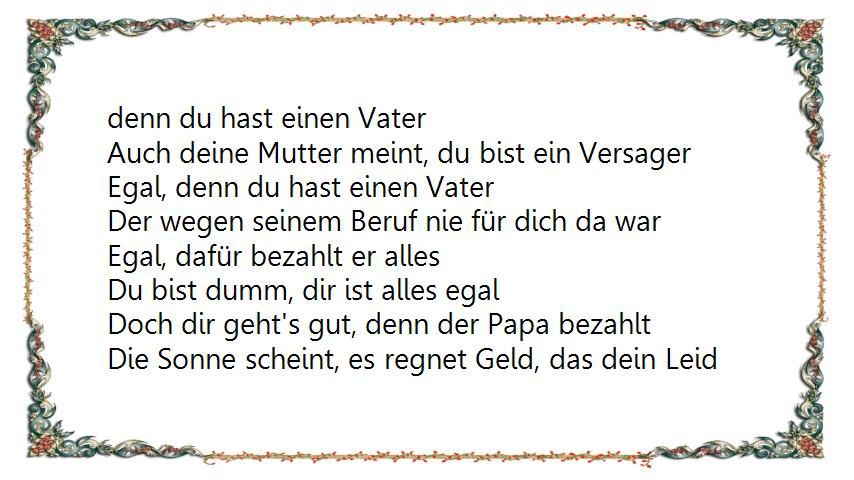 denn du hast einen Vater
Auch deine Mutter meint, du bist ein Versager
Egal, denn du hast einen Vater
Der wegen seinem Beruf nie für dich da war
Egal, dafür bezahlt er alles
Du bist dumm, dir ist alles egal
Doch dir geht's gut, denn der Papa bezahlt
Die Sonne scheint, es regnet Geld, das dein Leid